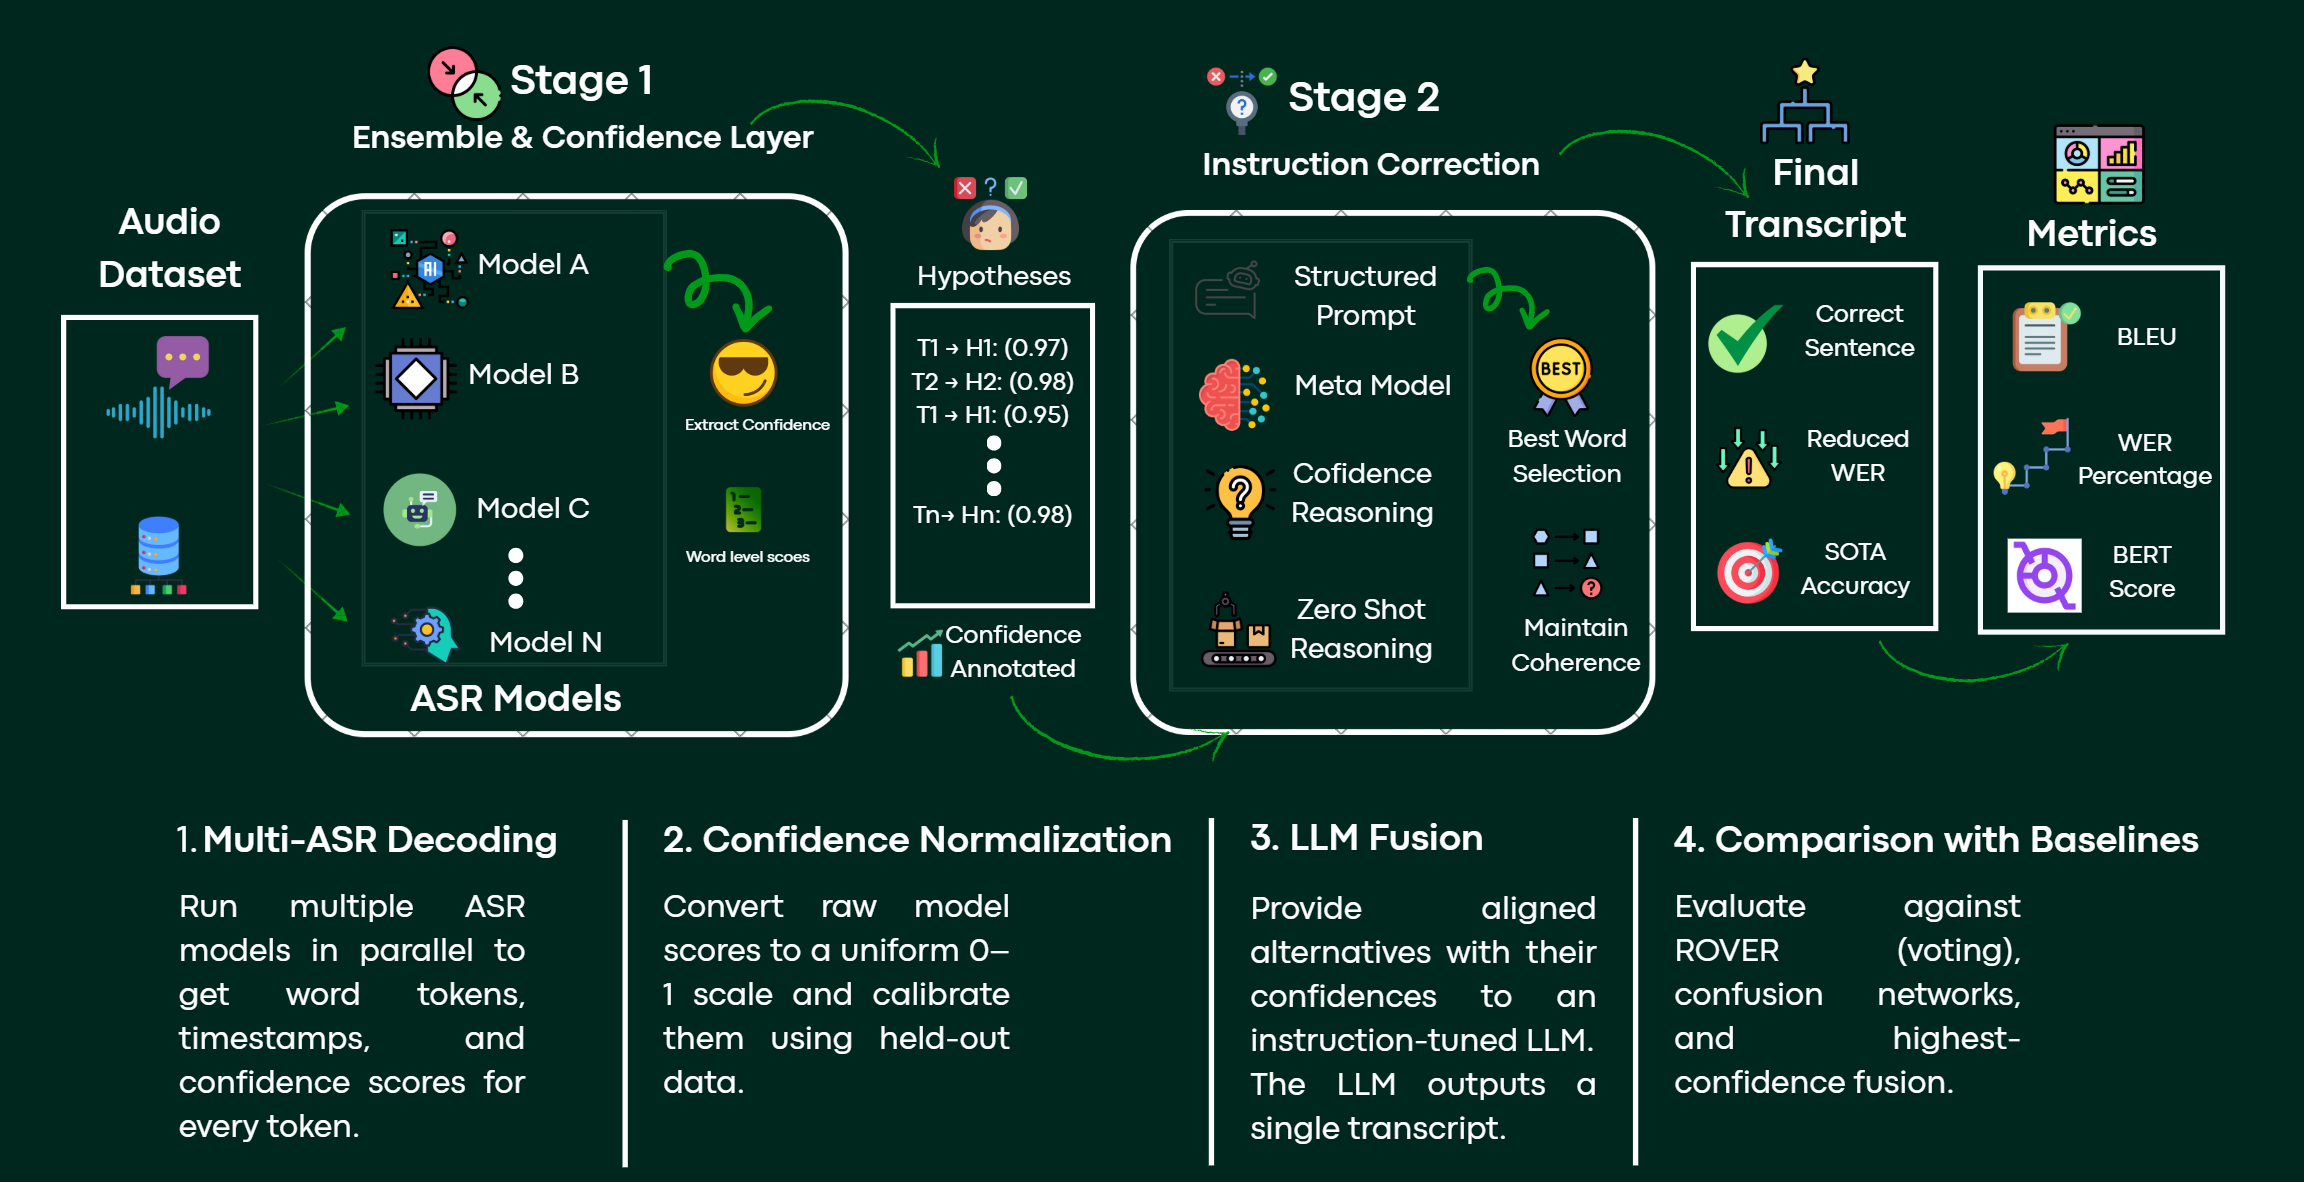 Stage 1
Ensemble & Confidence Layer
Audio
Dataset
Model A
Model B
Model C
Model N
ASR Models
Extract Confidence
1-
2-
3-
Word level scoes
AI
Hypotheses
T1 → H1: (0.97)
T2 → H2: (0.98)
T1 → H1: (0.95)
Tn→ Hn: (0.98)
Confidence
Annotated
Stage 2
Instruction Correction
Structured
Prompt
Meta Model
Cofidence
Reasoning
Zero Shot
Reasoning
BEST
Best Word
Selection
Maintain
Coherence
Final
Transcript
Correct
Sentence
Reduced
WER
SOTA
Accuracy
Metrics
BLEU
WER
Percentage
BERT
Score
1. Multi-ASR Decoding
Run multiple ASR
models in parallel to
get word tokens,
timestamps, and
confidence scores for
every token.
2. Confidence Normalization
Convert raw model
scores to a uniform 0–
1 scale and calibrate
them using held-out
data.
3. LLM Fusion
Provide aligned
alternatives with their
confidences to an
instruction-tuned LLM.
The LLM outputs a
single transcript.
4. Comparison with Baselines
Evaluate against
ROVER (voting),
confusion networks,
and highest-
confidence fusion.